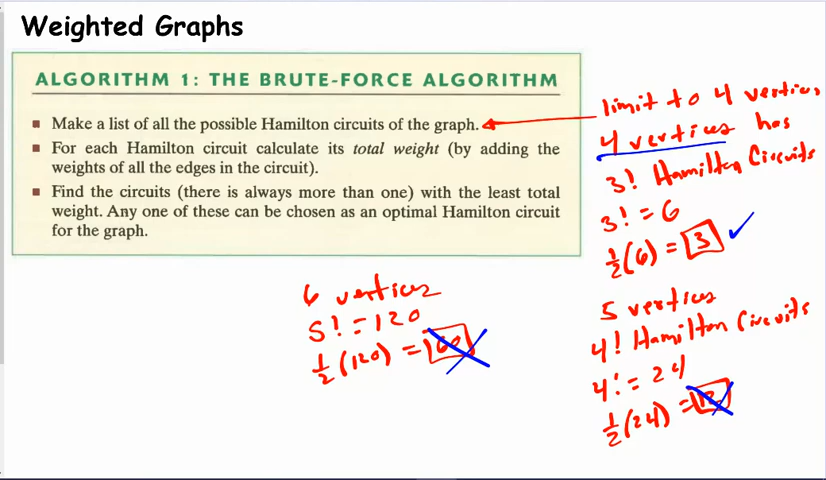 Weighted Graphs
ALGORITHM 1: THE BRUTE-FORCE ALGORITHM
■ Make a list of all the possible Hamilton circuits of the graph.
■ For each Hamilton circuit calculate its total weight (by adding the
weights of all the edges in the circuit).
■ Find the circuits (there is always more than one) with the least total
weight. Any one of these can be chosen as an optimal Hamilton circuit
for the graph.
limit to 4 vertices
4 vertices has
3! Hamilton Circuits
3! = 6
½(6) = 3 ✓
6 vertices
5! = 120
½(120) = 60
5 vertices
4! Hamilton Circuits
4! = 24
½(24) = 12